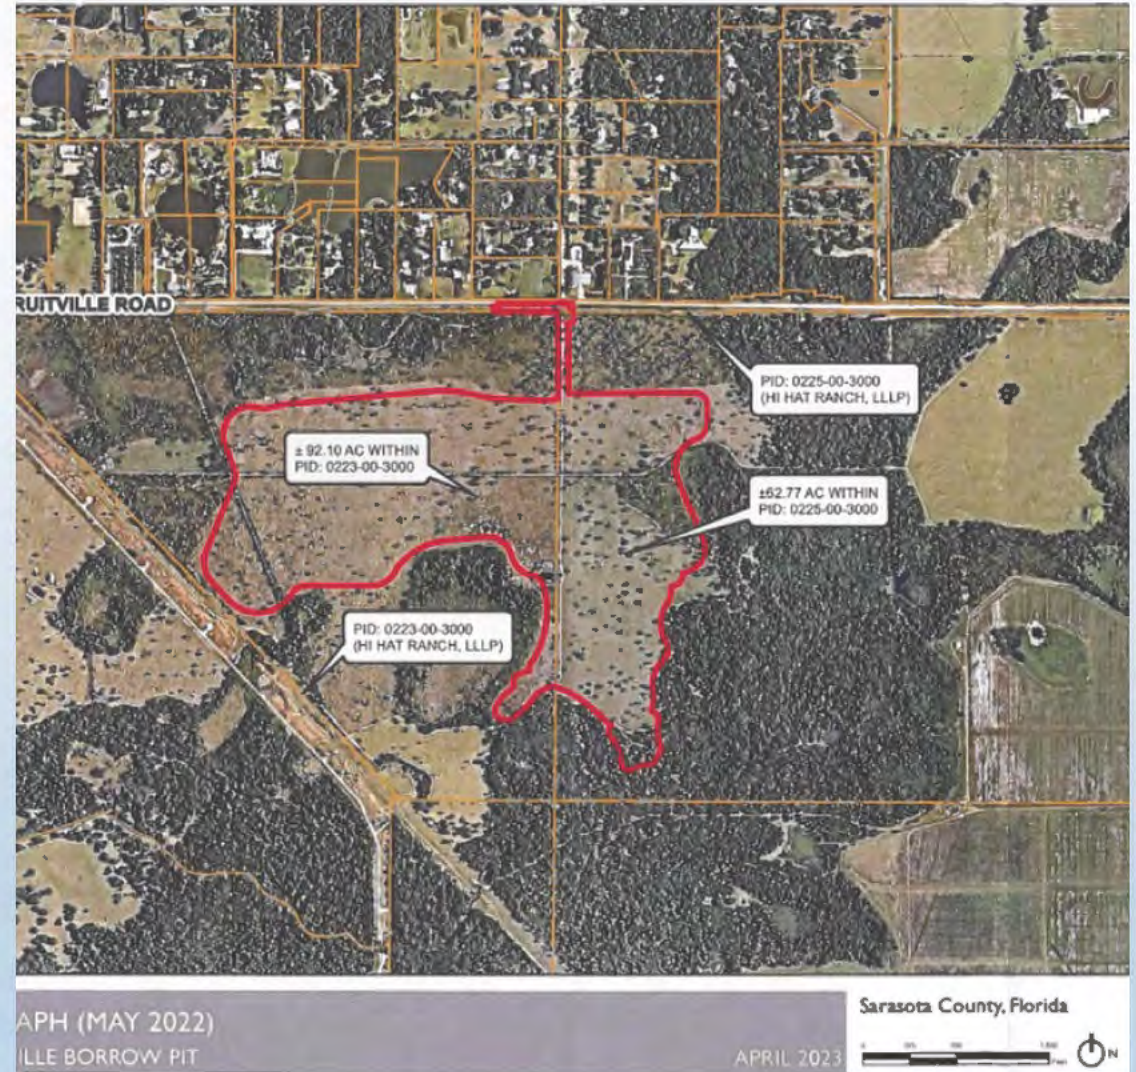 RUITVILLE ROAD
PID: 0225-00-3000
(HI HAT RANCH, LLLP)
± 92.10 AC WITHIN
PID: 0223-00-3000
±62.77 AC WITHIN
PID: 0225-00-3000
PID: 0223-00-3000
(HI HAT RANCH, LLLP)
APH (MAY 2022)
ILLE BORROW PIT
APRIL 2023
Sarasota County, Florida
N